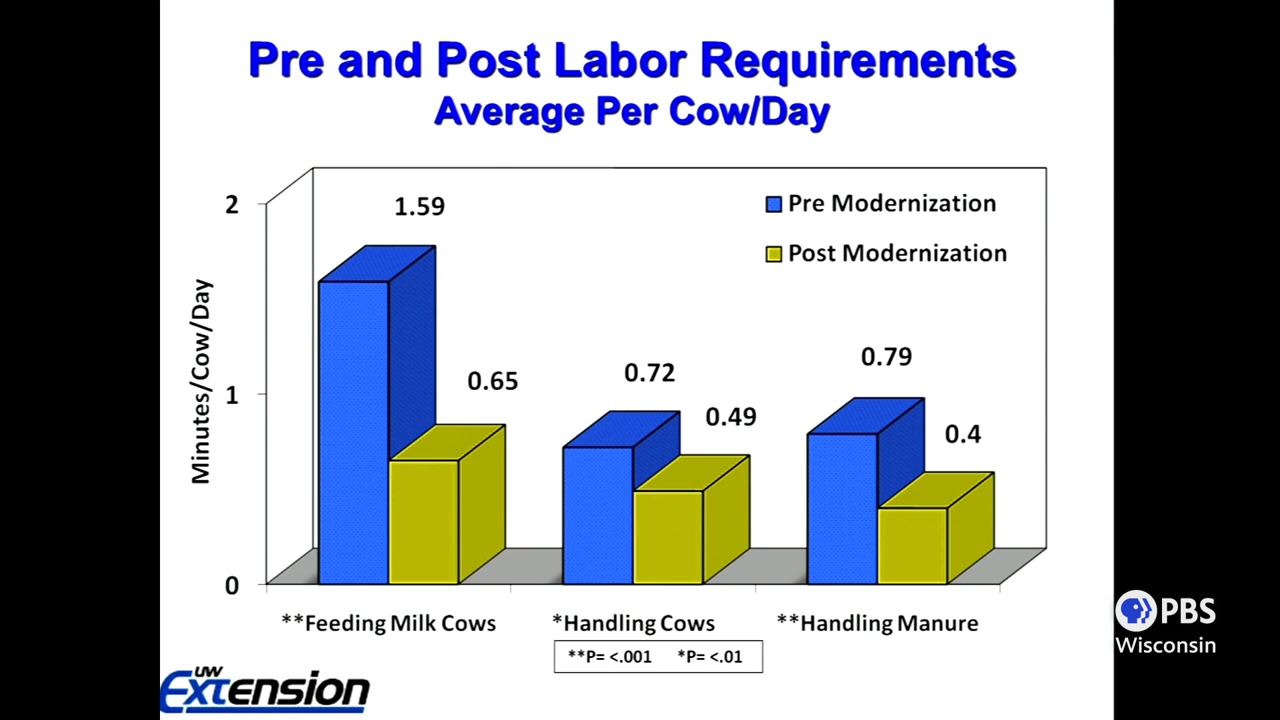 Pre and Post Labor Requirements
Average Per Cow/Day
2
1
0
Minutes/Cow/Day
1.59
0.65
0.72
0.49
0.79
0.4
Pre Modernization
Post Modernization
**Feeding Milk Cows
*Handling Cows
**Handling Manure
**P= <.001 *P= <.01
UW
Extension
PBS
Wisconsin